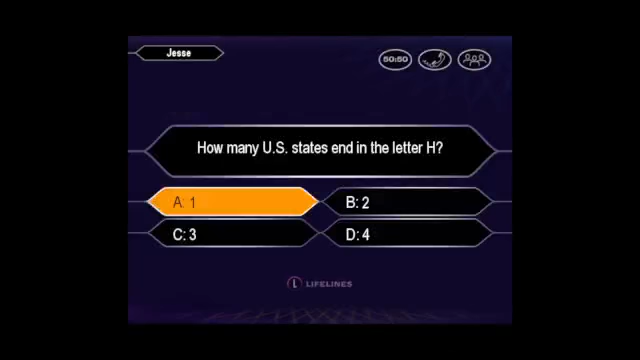 Jesse
50:50
How many U.S. states end in the letter H?
A: 1
B: 2
C: 3
D: 4
L LIFELINES